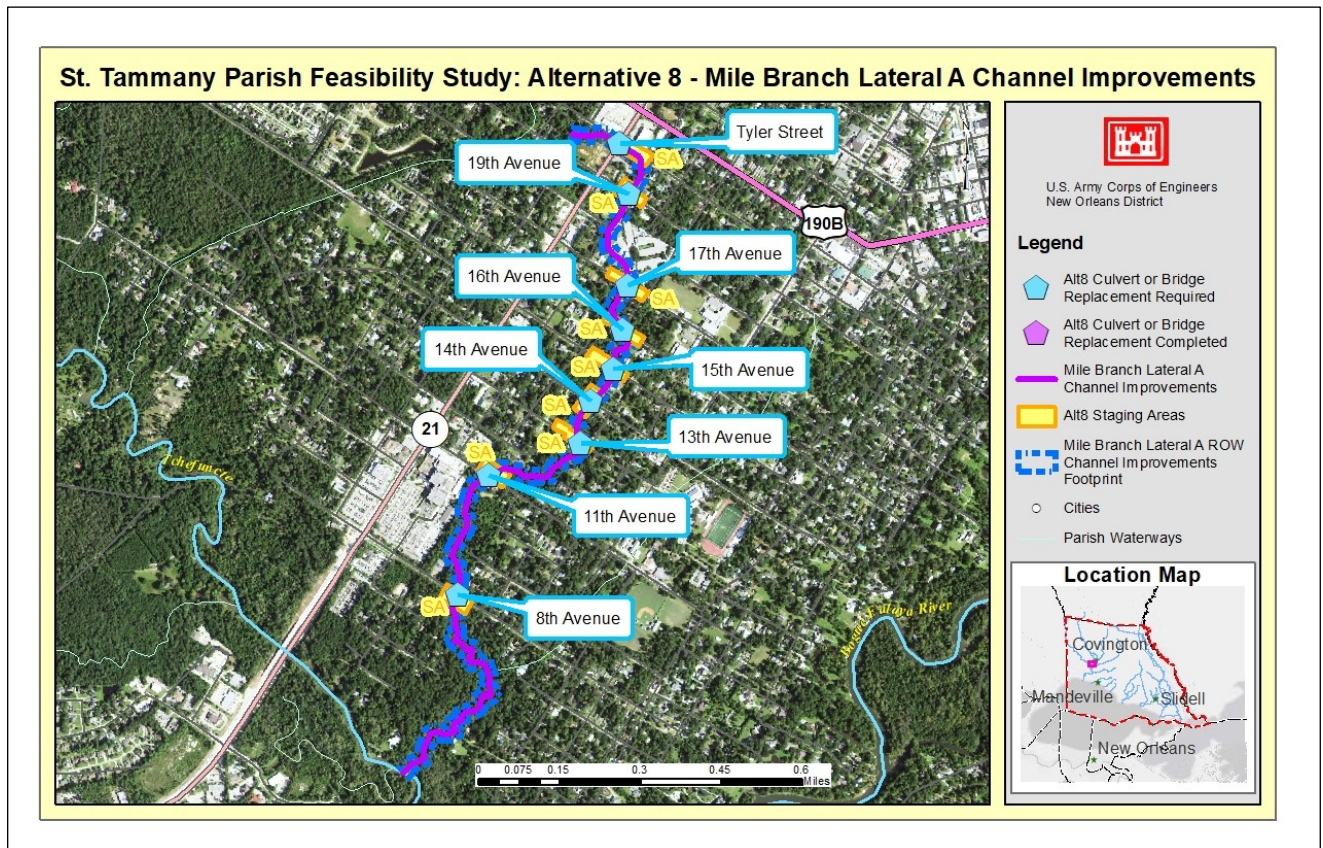 St. Tammany Parish Feasibility Study: Alternative 8 - Mile Branch Lateral A Channel Improvements
Tyler Street
19th Avenue
SA
SA
190B
17th Avenue
16th Avenue
SA
SA
14th Avenue
SA
15th Avenue
SA
SA
13th Avenue
21
SA
11th Avenue
Tchefuncte
SA
8th Avenue
Bogue Falaya River
0 0.075 0.15 0.3 0.45 0.6
Miles
N
U.S. Army Corps of Engineers
New Orleans District
Legend
Alt8 Culvert or Bridge
Replacement Required
Alt8 Culvert or Bridge
Replacement Completed
Mile Branch Lateral A
Channel Improvements
Alt8 Staging Areas
Mile Branch Lateral A ROW
Channel Improvements
Footprint
Cities
Parish Waterways
Location Map
Covington
Mandeville
Slidell
New Orleans